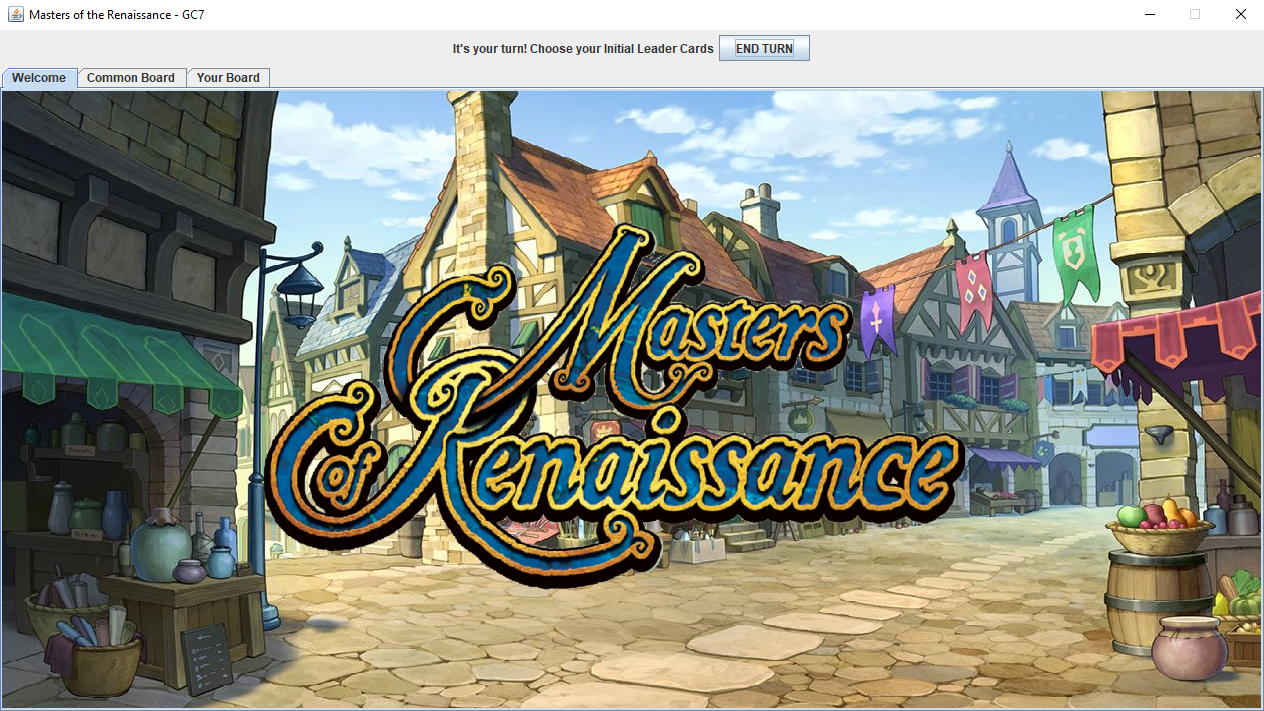 Masters of the Renaissance - GC7
It's your turn! Choose your Initial Leader Cards END TURN
Welcome Common Board Your Board
Masters
of Renaissance